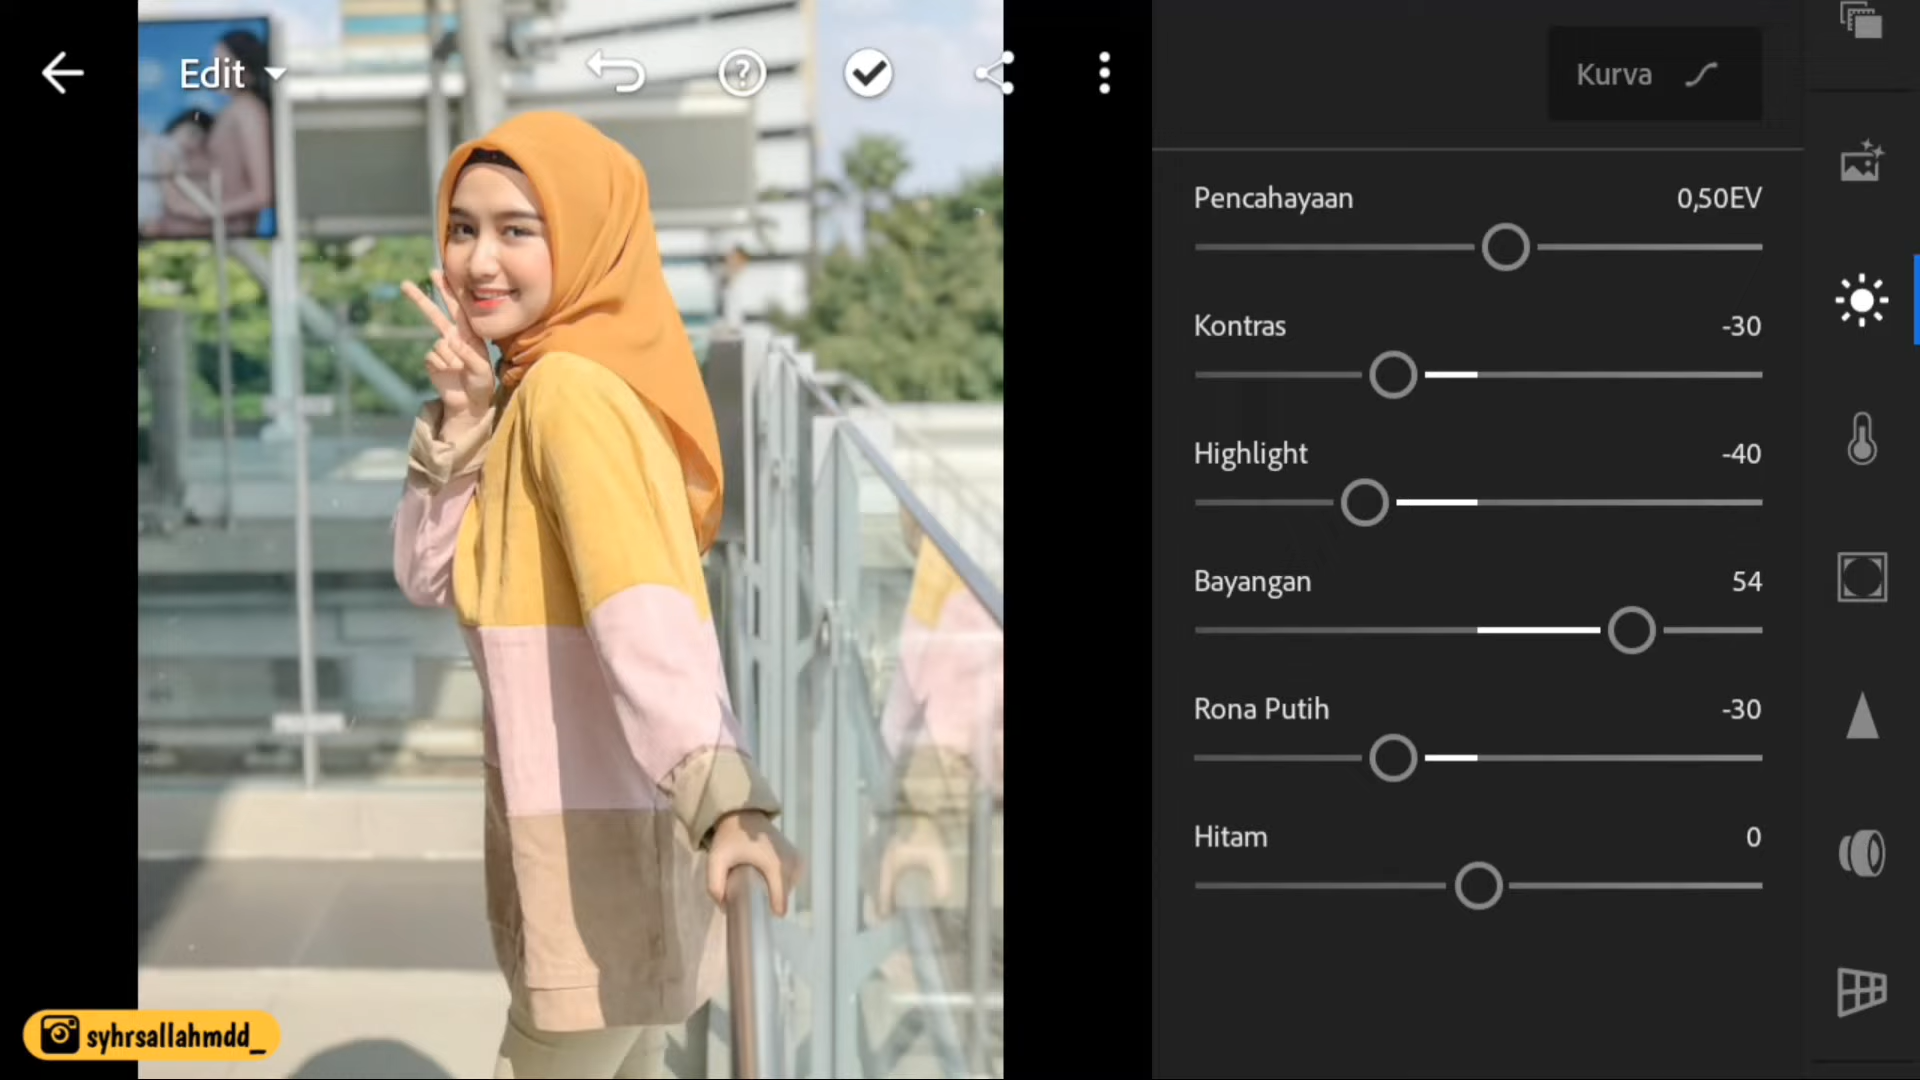 Edit
Kurva
Pencahayaan 0,50EV
Kontras -30
Highlight -40
Bayangan 54
Rona Putih -30
Hitam 0
syhrsallahmdd_